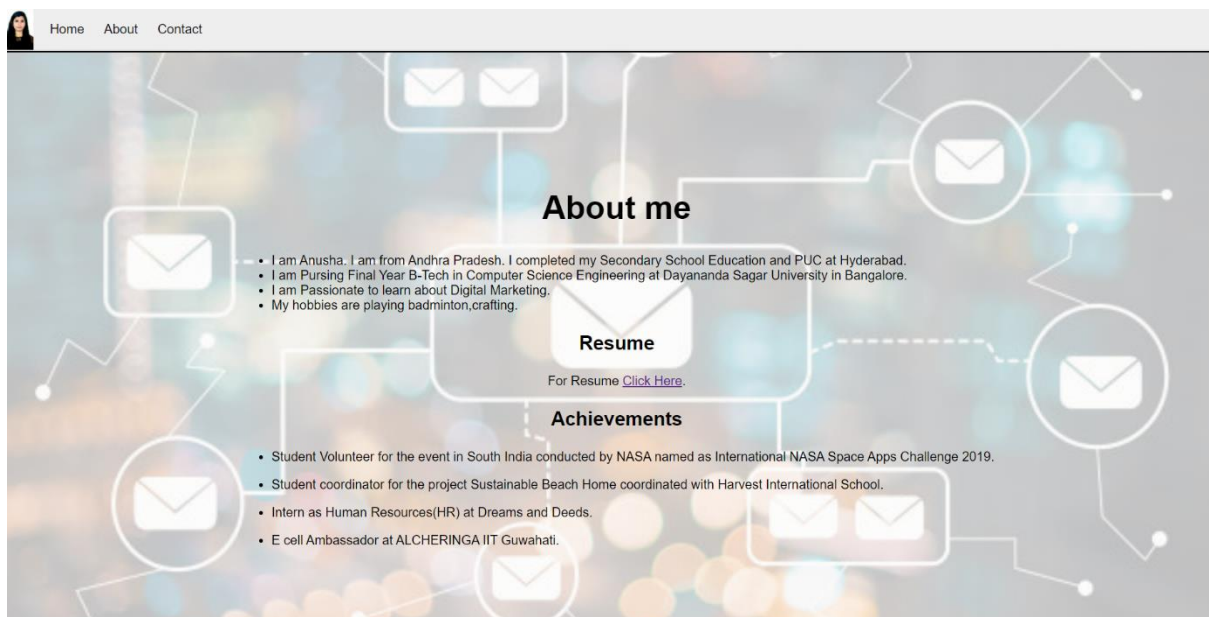 Home About Contact
About me
• I am Anusha. I am from Andhra Pradesh. I completed my Secondary School Education and PUC at Hyderabad.
• I am Pursing Final Year B-Tech in Computer Science Engineering at Dayananda Sagar University in Bangalore.
• I am Passionate to learn about Digital Marketing.
• My hobbies are playing badminton,crafting.
Resume
For Resume Click Here.
Achievements
• Student Volunteer for the event in South India conducted by NASA named as International NASA Space Apps Challenge 2019.
• Student coordinator for the project Sustainable Beach Home coordinated with Harvest International School.
• Intern as Human Resources(HR) at Dreams and Deeds.
• E cell Ambassador at ALCHERINGA IIT Guwahati.